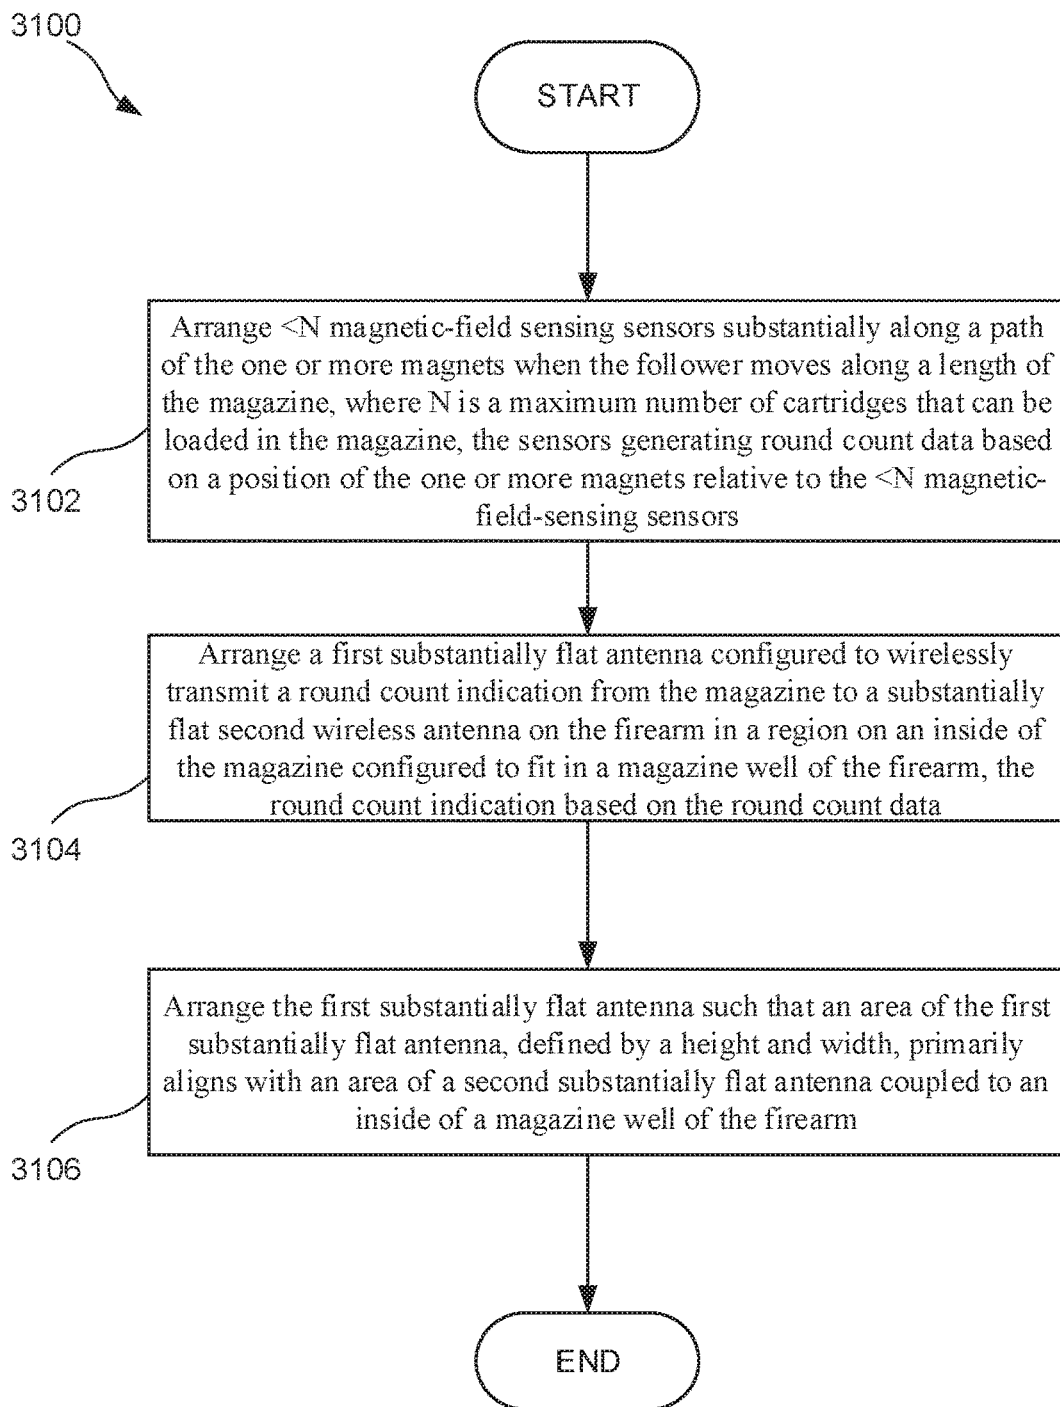 3100
START
Arrange <N magnetic-field sensing sensors substantially along a path
of the one or more magnets when the follower moves along a length of
the magazine, where N is a maximum number of cartridges that can be
loaded in the magazine, the sensors generating round count data based
on a position of the one or more magnets relative to the <N magnetic-
field-sensing sensors
3102
Arrange a first substantially flat antenna configured to wirelessly
transmit a round count indication from the magazine to a substantially
flat second wireless antenna on the firearm in a region on an inside of
the magazine configured to fit in a magazine well of the firearm, the
round count indication based on the round count data
3104
Arrange the first substantially flat antenna such that an area of the first
substantially flat antenna, defined by a height and width, primarily
aligns with an area of a second substantially flat antenna coupled to an
inside of a magazine well of the firearm
3106
END